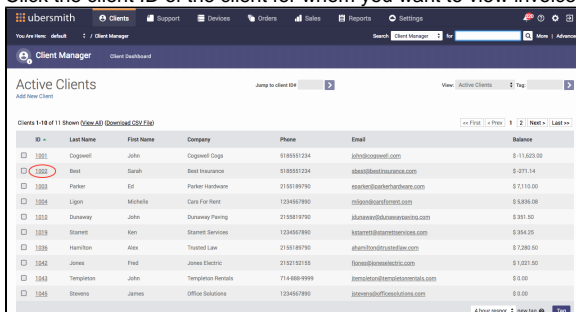 Click the client ID of the client for whom you want to view invoice
ubersmith Clients Support Devices Orders Sales Reports Settings
You Are Here: default / Client Manager Search Client Manager for More | Advance
Client Manager Client Dashboard
Active Clients Jump to client ID# View: Active Clients Tag:
Add New Client
Clients 1-10 of 11 Shown (View All) (Download CSV File) << First < Prev 1 2 Next > Last >>
ID Last Name First Name Company Phone Email Balance
1001 Cogswell John Cogswell Cogs 5185551234 john@cogswell.com $ -11,623.00
1002 Best Sarah Best Insurance 5185551234 sbest@bestinsurance.com $ -271.14
1003 Parker Ed Parker Hardware 2155189790 eparker@parkerhardware.com $ 7,110.00
1004 Ligon Michelle Cars For Rent 1234567890 mligon@carsforrent.com $ 5,836.08
1010 Dunaway John Dunaway Paving 2155819790 jdunaway@dunawaypaving.com $ 351.50
1019 Starrett Ken Starrett Services 1234567890 kstarrett@starrettservices.com $ 354.25
1036 Hamilton Alex Trusted Law 2155189790 ahamilton@trustedlaw.com $ 7,280.50
1042 Jones Fred Jones Electric 2152152155 fjones@joneselectric.com $ 1,021.50
1043 Templeton John Templeton Rentals 714-888-9999 jtempleton@templetonrentals.com $ 0.00
1045 Stevens James Office Solutions 1234567890 jstevens@officesolutions.com $ 0.00
4 hour respon new tag Tag